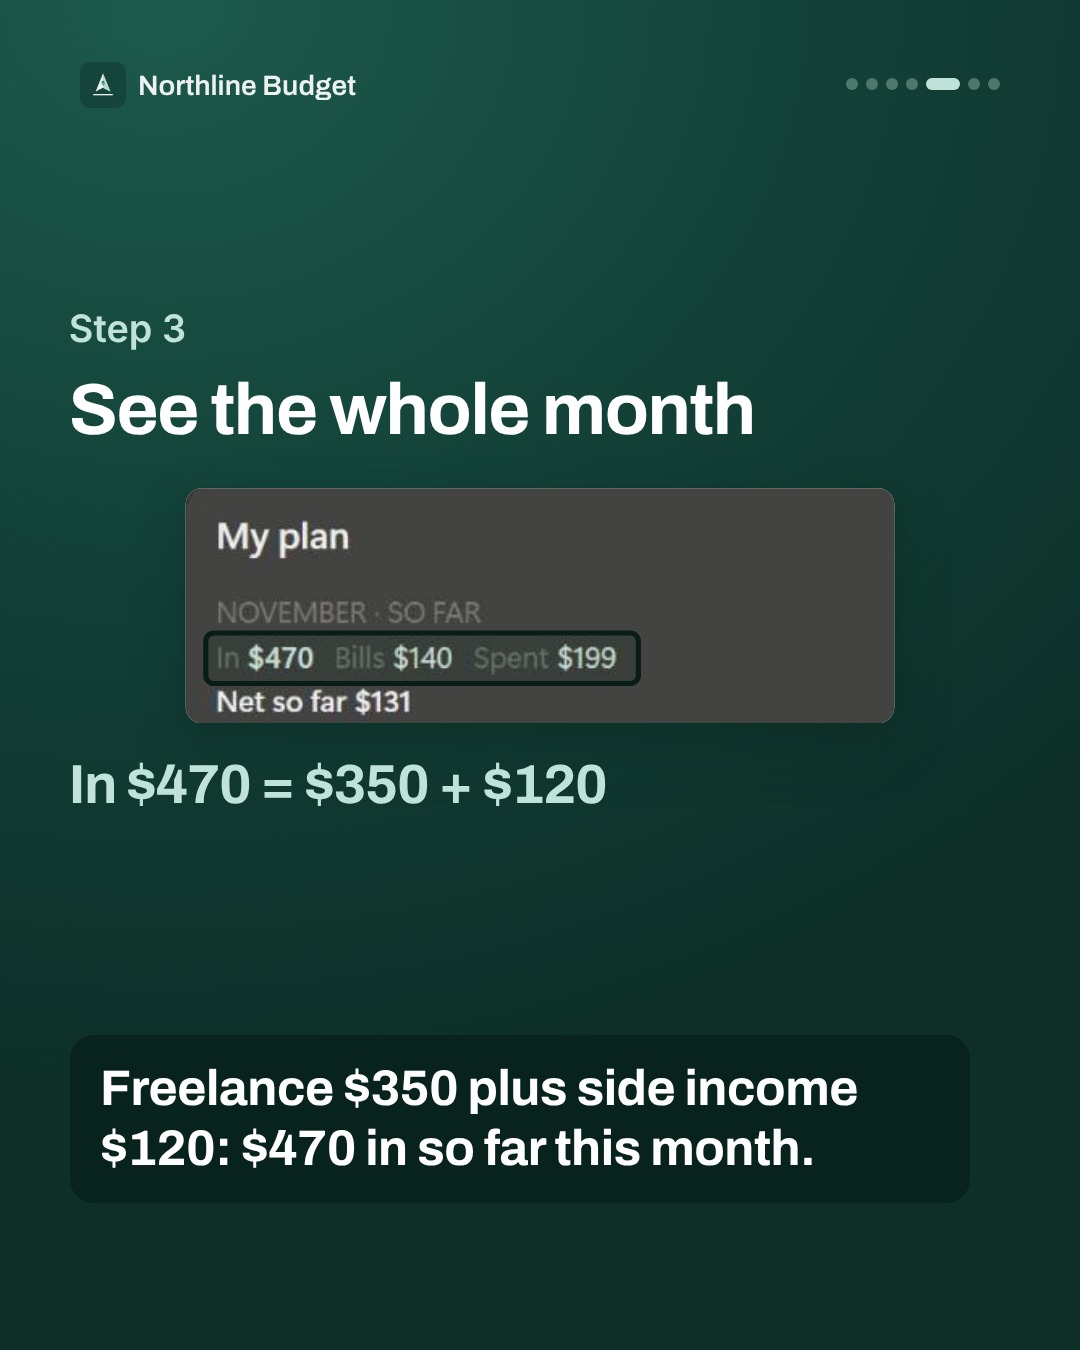 Northline Budget
Step 3
See the whole month
My plan
NOVEMBER · SO FAR
In $470 Bills $140 Spent $199
Net so far $131
In $470 = $350 + $120
Freelance $350 plus side income
$120: $470 in so far this month.